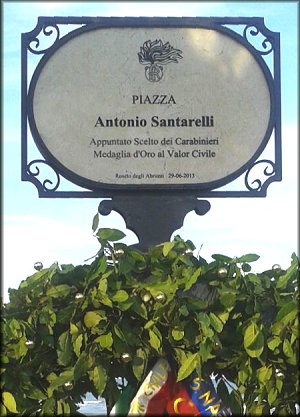 PIAZZA
Antonio Santarelli
Appuntato Scelto dei Carabinieri
Medaglia d'Oro al Valor Civile
Roseto degli Abruzzi 29-06-2013